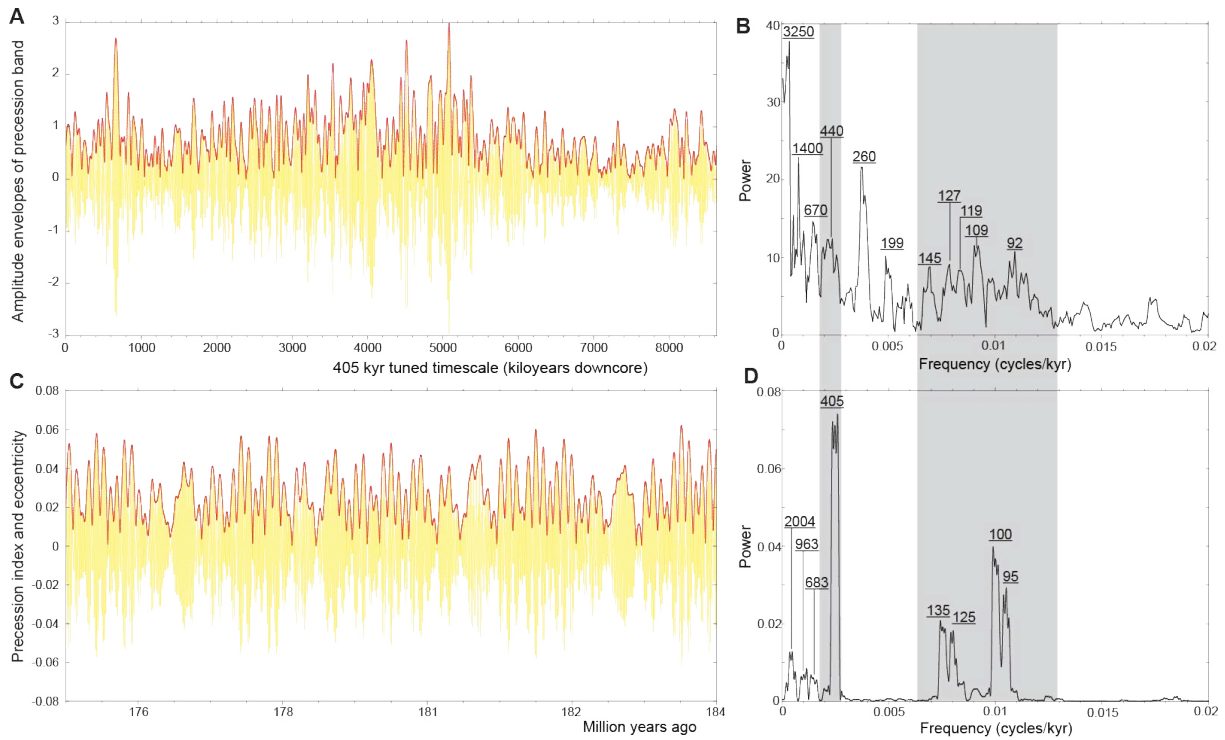 A
Amplitude envelopes of precession band
3
2
1
0
-1
-2
-3
0 1000 2000 3000 4000 5000 6000 7000 8000
405 kyr tuned timescale (kiloyears downcore)
B
Power
40
30
20
10
0
3250
1400
670
440
260
199
145
127
119
109
92
0 0.005 0.01 0.015 0.02
Frequency (cycles/kyr)
C
Precession index and eccentricity
0.08
0.06
0.04
0.02
0
-0.02
-0.04
-0.06
-0.08
176 178 181 182 184
Million years ago
D
Power
0.08
0.06
0.04
0.02
0
2004
963
683
405
135
125
100
95
0 0.005 0.01 0.015 0.02
Frequency (cycles/kyr)